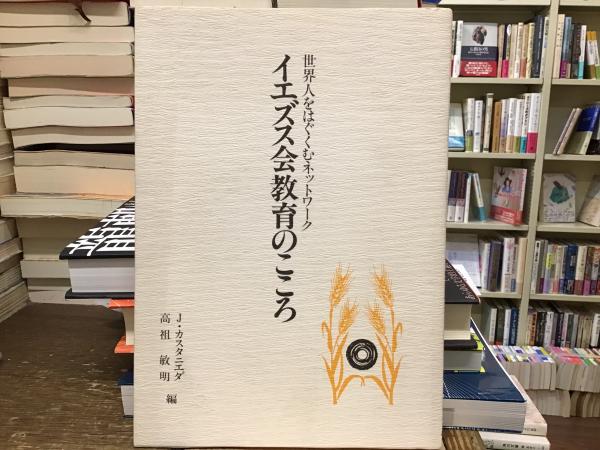 世界人をはぐくむネットワーク
イエズス会教育のこころ
J・カスタニエダ
高祖敏明 編